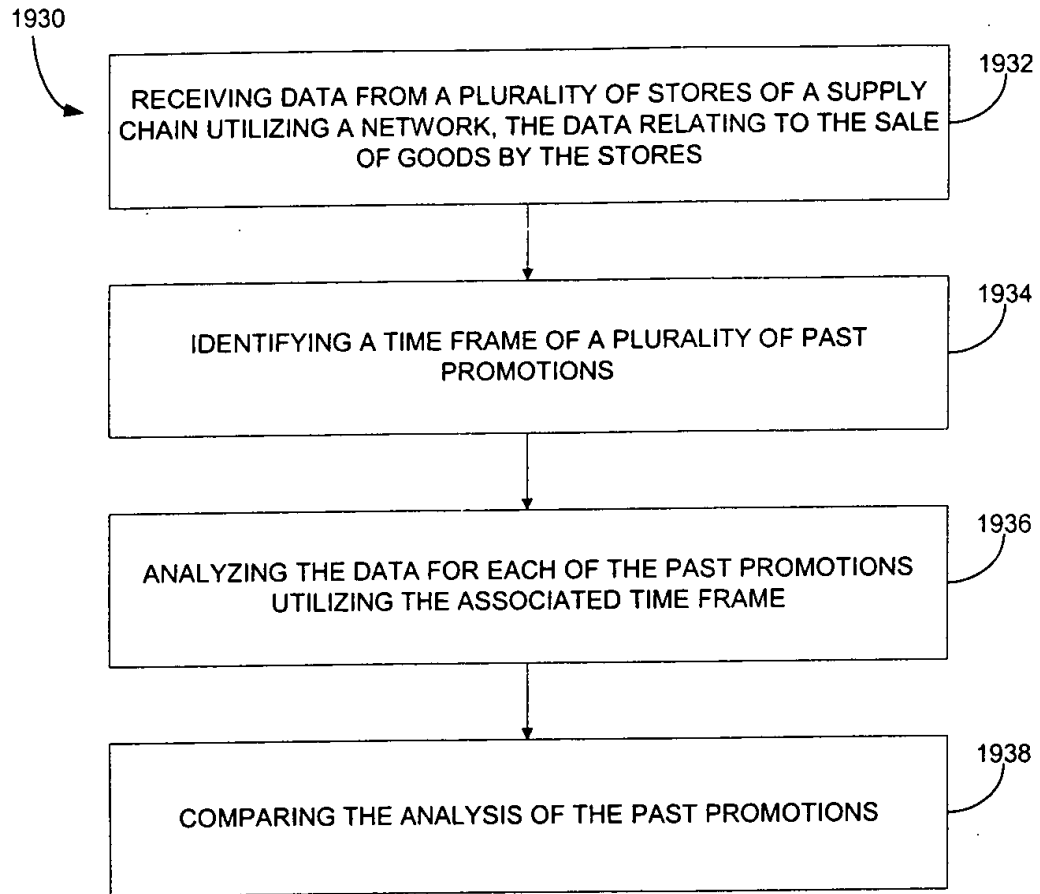 1930
1932
RECEIVING DATA FROM A PLURALITY OF STORES OF A SUPPLY
CHAIN UTILIZING A NETWORK, THE DATA RELATING TO THE SALE
OF GOODS BY THE STORES
1934
IDENTIFYING A TIME FRAME OF A PLURALITY OF PAST
PROMOTIONS
1936
ANALYZING THE DATA FOR EACH OF THE PAST PROMOTIONS
UTILIZING THE ASSOCIATED TIME FRAME
1938
COMPARING THE ANALYSIS OF THE PAST PROMOTIONS